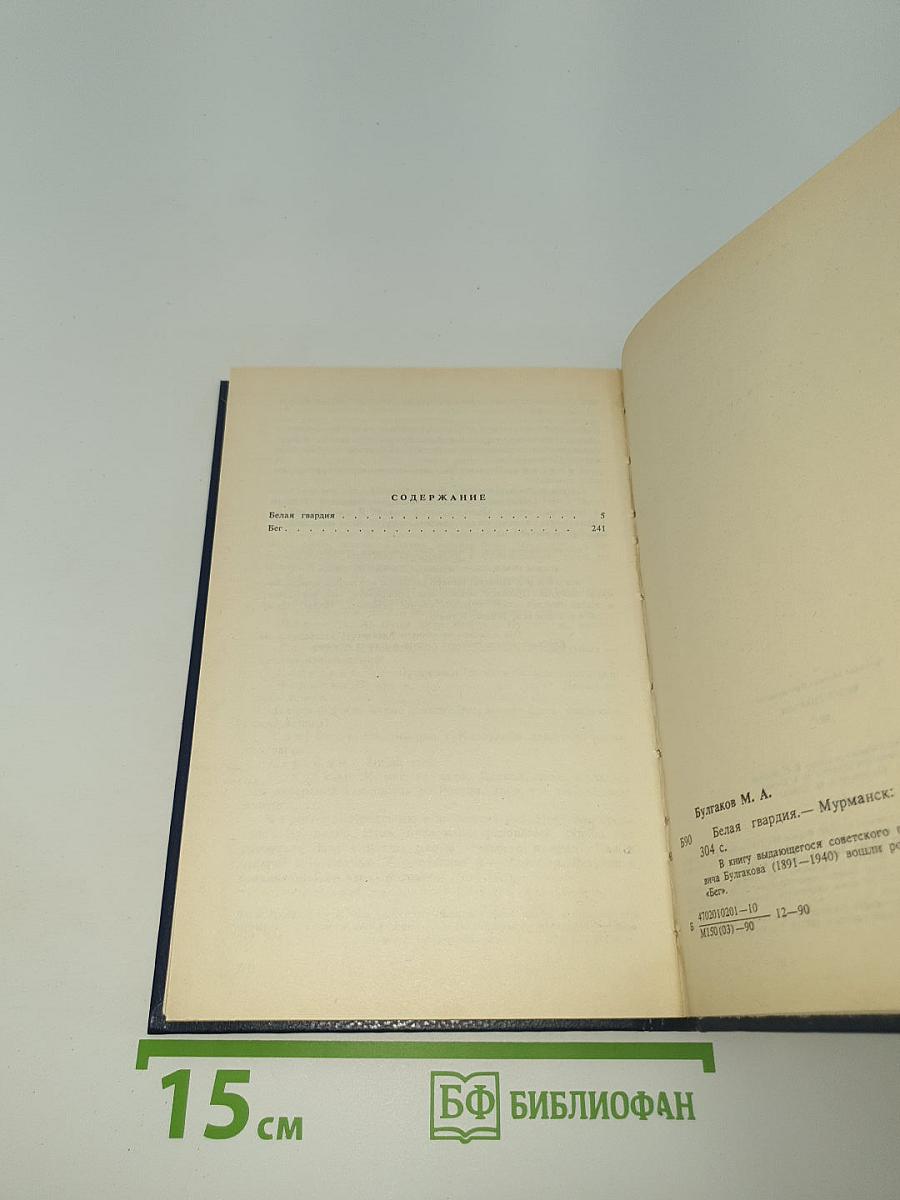 СОДЕРЖАНИЕ
Белая гвардия . . . . . . . . . . . . . . . . . . . . 5
Бег . . . . . . . . . . . . . . . . . . . . . . . . 241
Булгаков М. А.
Б90 Белая гвардия.— Мурманск:
304 с.
В книгу выдающегося советского
вича Булгакова (1891—1940) вошли
«Бег».
Б 4702010201—10
М150(03)—90 12—90
15 см
БФ БИБЛИОФАН